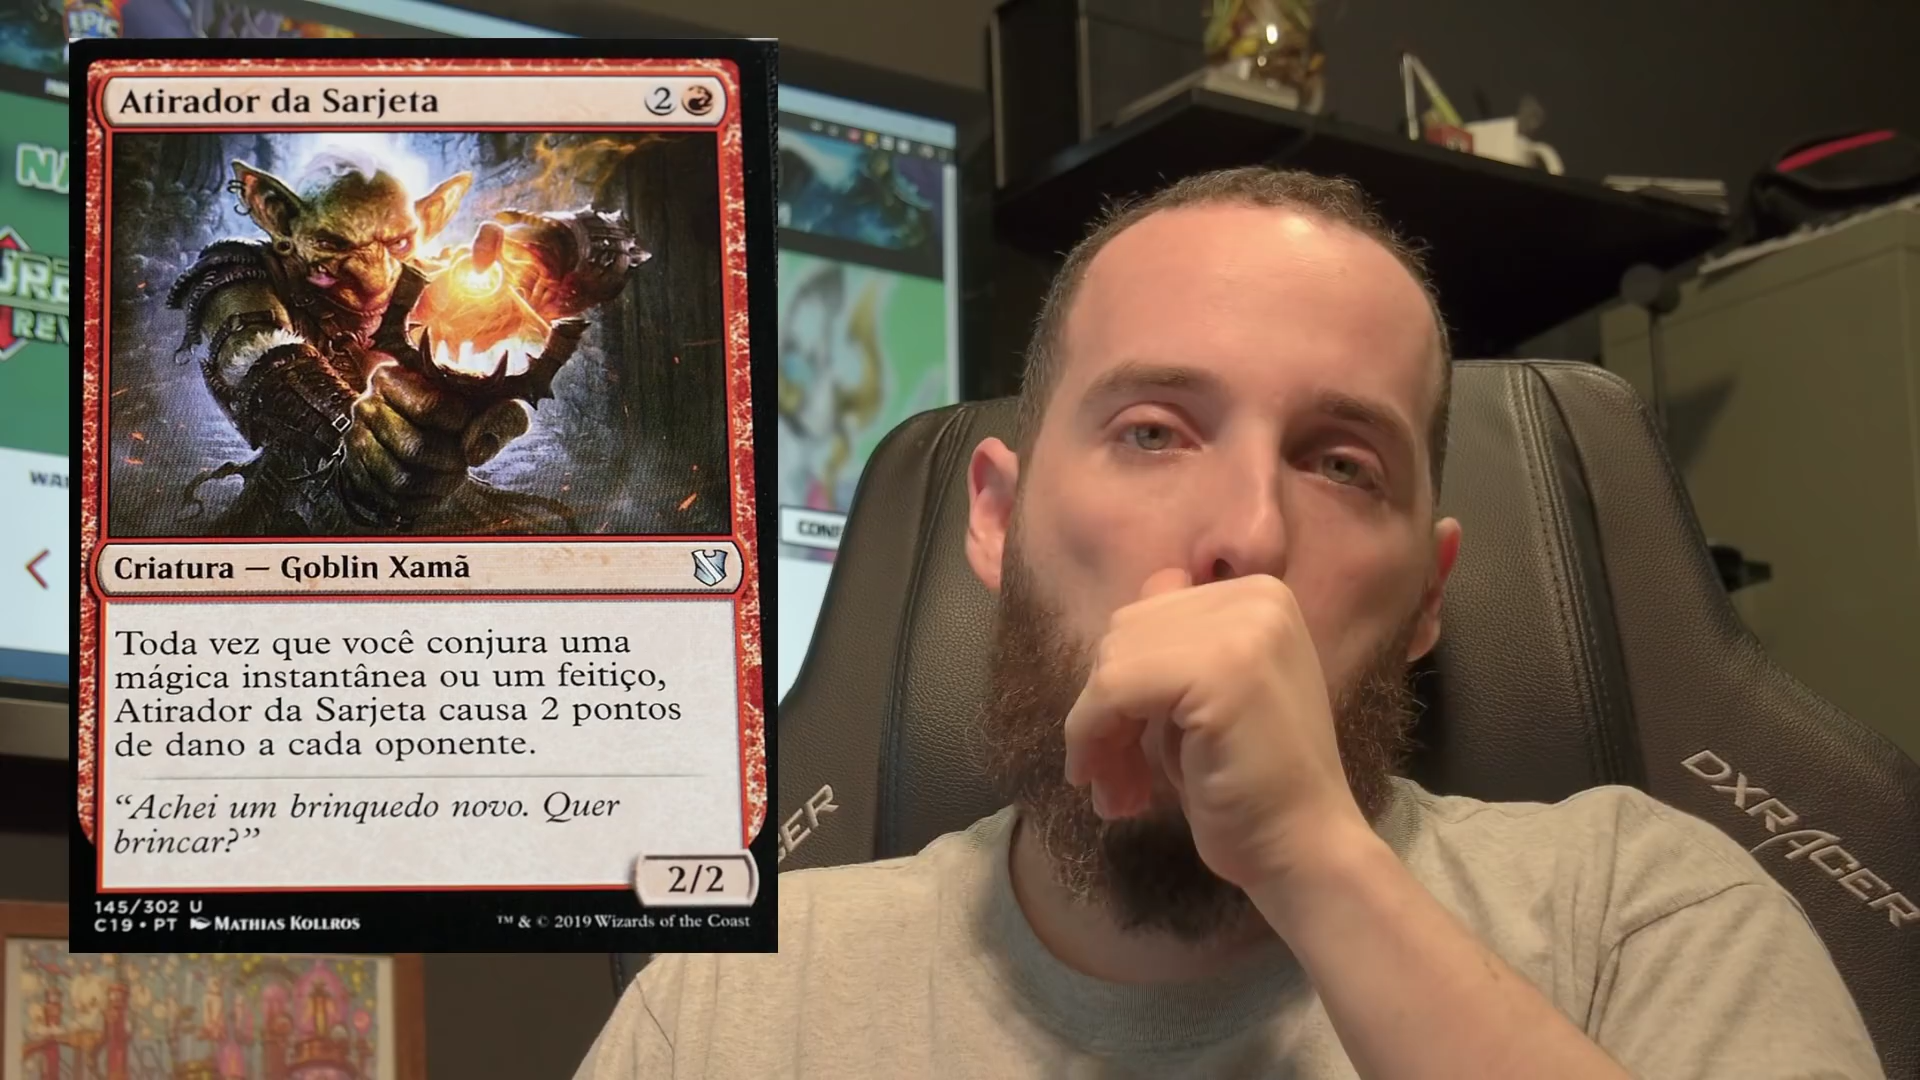 EPIC
Atirador da Sarjeta
2
Criatura — Goblin Xamã
Toda vez que você conjura uma
mágica instantânea ou um feitiço,
Atirador da Sarjeta causa 2 pontos
de dano a cada oponente.
“Achei um brinquedo novo. Quer
brincar?”
2/2
145/302 U
C19 • PT MATHIAS KOLLROS
™ & © 2019 Wizards of the Coast
DXRACER